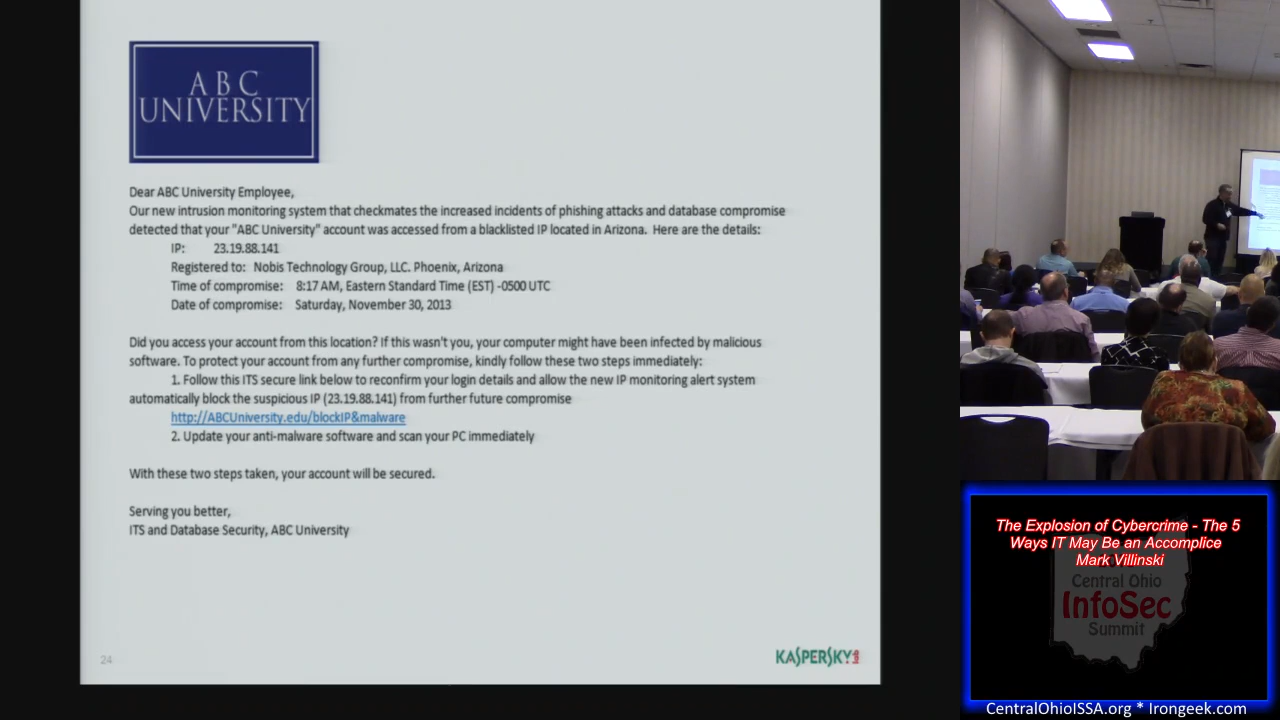 A B C
UNIVERSITY
Dear ABC University Employee,
Our new intrusion monitoring system that checkmates the increased incidents of phishing attacks and database compromise
detected that your "ABC University" account was accessed from a blacklisted IP located in Arizona. Here are the details:
IP: 23.19.88.141
Registered to: Nobis Technology Group, LLC. Phoenix, Arizona
Time of compromise: 8:17 AM, Eastern Standard Time (EST) -0500 UTC
Date of compromise: Saturday, November 30, 2013
Did you access your account from this location? If this wasn't you, your computer might have been infected by malicious
software. To protect your account from any further compromise, kindly follow these two steps immediately:
1. Follow this ITS secure link below to reconfirm your login details and allow the new IP monitoring alert system
automatically block the suspicious IP (23.19.88.141) from further future compromise
http://ABCUniversity.edu/blockIP&malware
2. Update your anti-malware software and scan your PC immediately
With these two steps taken, your account will be secured.
Serving you better,
ITS and Database Security, ABC University
24
KASPERSKY lab
The Explosion of Cybercrime - The 5
Ways IT May Be an Accomplice
Mark Villinski
Central Ohio
InfoSec
Summit
CentralOhioISSA.org * Irongeek.com